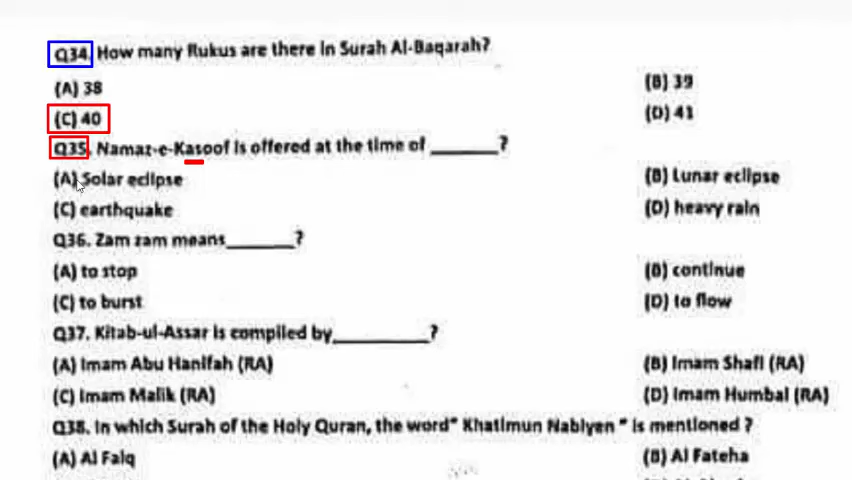 Q34. How many Rukus are there in Surah Al-Baqarah?
(A) 38 (B) 39
(C) 40 (D) 41
Q35. Namaz-e-Kasoof is offered at the time of ______?
(A) Solar eclipse (B) Lunar eclipse
(C) earthquake (D) heavy rain
Q36. Zam zam means______?
(A) to stop (B) continue
(C) to burst (D) to flow
Q37. Kitab-ul-Assar is compiled by________?
(A) Imam Abu Hanifah (RA) (B) Imam Shafi (RA)
(C) Imam Malik (RA) (D) Imam Humbal (RA)
Q38. In which Surah of the Holy Quran, the word" Khatimun Nabiyen " is mentioned ?
(A) Al Falq (B) Al Fateha